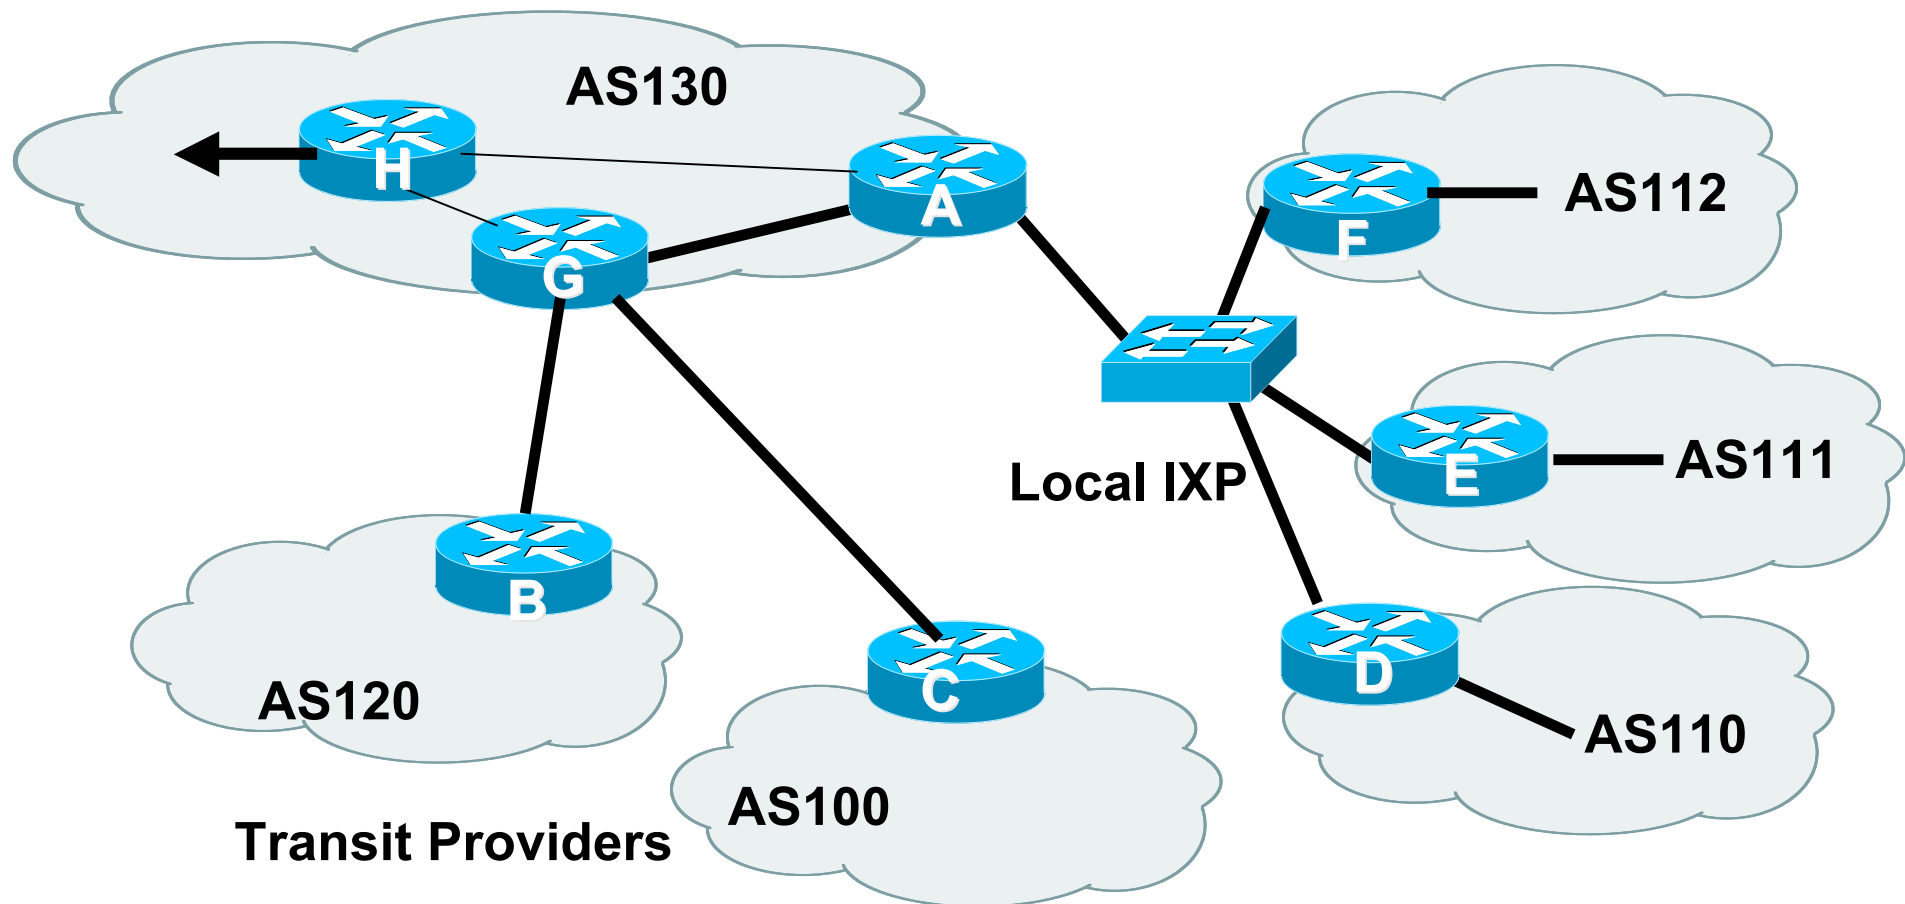 AS130
H
A
G
F
AS112
Local IXP
E
AS111
B
AS120
C
AS100
D
AS110
Transit Providers